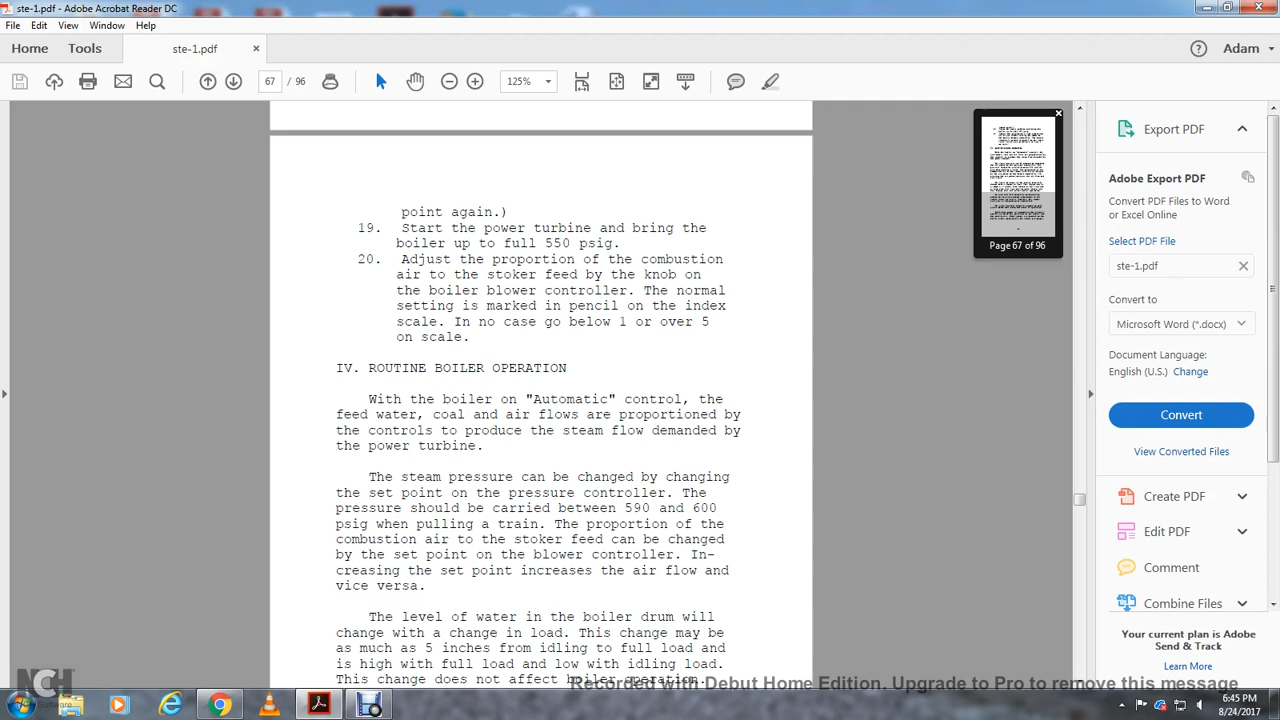 ste-1.pdf - Adobe Acrobat Reader DC
File Edit View Window Help
Home Tools ste-1.pdf × Adam
67 / 96 125%
point again.)
19. Start the power turbine and bring the
boiler up to full 550 psig.
20. Adjust the proportion of the combustion
air to the stoker feed by the knob on
the boiler blower controller. The normal
setting is marked in pencil on the index
scale. In no case go below 1 or over 5
on scale.
IV. ROUTINE BOILER OPERATION
With the boiler on "Automatic" control, the
feed water, coal and air flows are proportioned by
the controls to produce the steam flow demanded by
the power turbine.
The steam pressure can be changed by changing
the set point on the pressure controller. The
pressure should be carried between 590 and 600
psig when pulling a train. The proportion of the
combustion air to the stoker feed can be changed
by the set point on the blower controller. In-
creasing the set point increases the air flow and
vice versa.
The level of water in the boiler drum will
change with a change in load. This change may be
as much as 5 inches from idling to full load and
is high with full load and low with idling load.
This change does not affect boiler operation.
Page 67 of 96
Export PDF
Adobe Export PDF
Convert PDF Files to Word
or Excel Online
Select PDF File
ste-1.pdf
Convert to
Microsoft Word (*.docx)
Document Language:
English (U.S.) Change
Convert
View Converted Files
Create PDF
Edit PDF
Comment
Combine Files
Your current plan is Adobe
Send & Track
Learn More
NCH
Software
Recorded with Debut Home Edition. Upgrade to Pro to remove this message
6:45 PM
8/24/2017